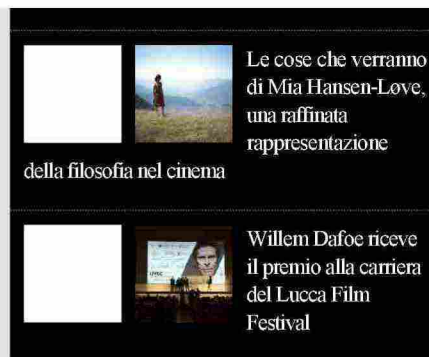 Le cose che verranno
di Mia Hansen-Løve,
una raffinata
rappresentazione
della filosofia nel cinema
Willem Dafoe riceve
il premio alla carriera
del Lucca Film
Festival